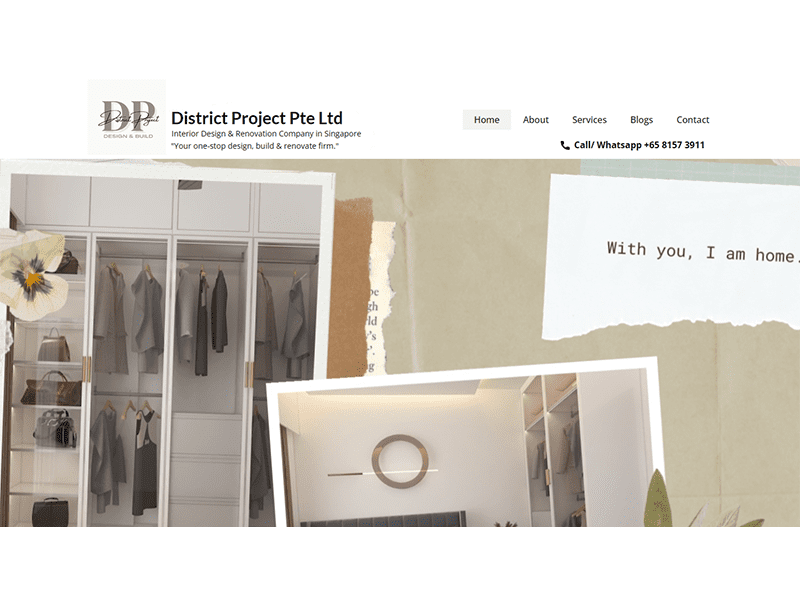 DP
District Project
DESIGN & BUILD
District Project Pte Ltd
Interior Design & Renovation Company in Singapore
"Your one-stop design, build & renovate firm."
Home About Services Blogs Contact
Call/ Whatsapp +65 8157 3911
With you, I am home.